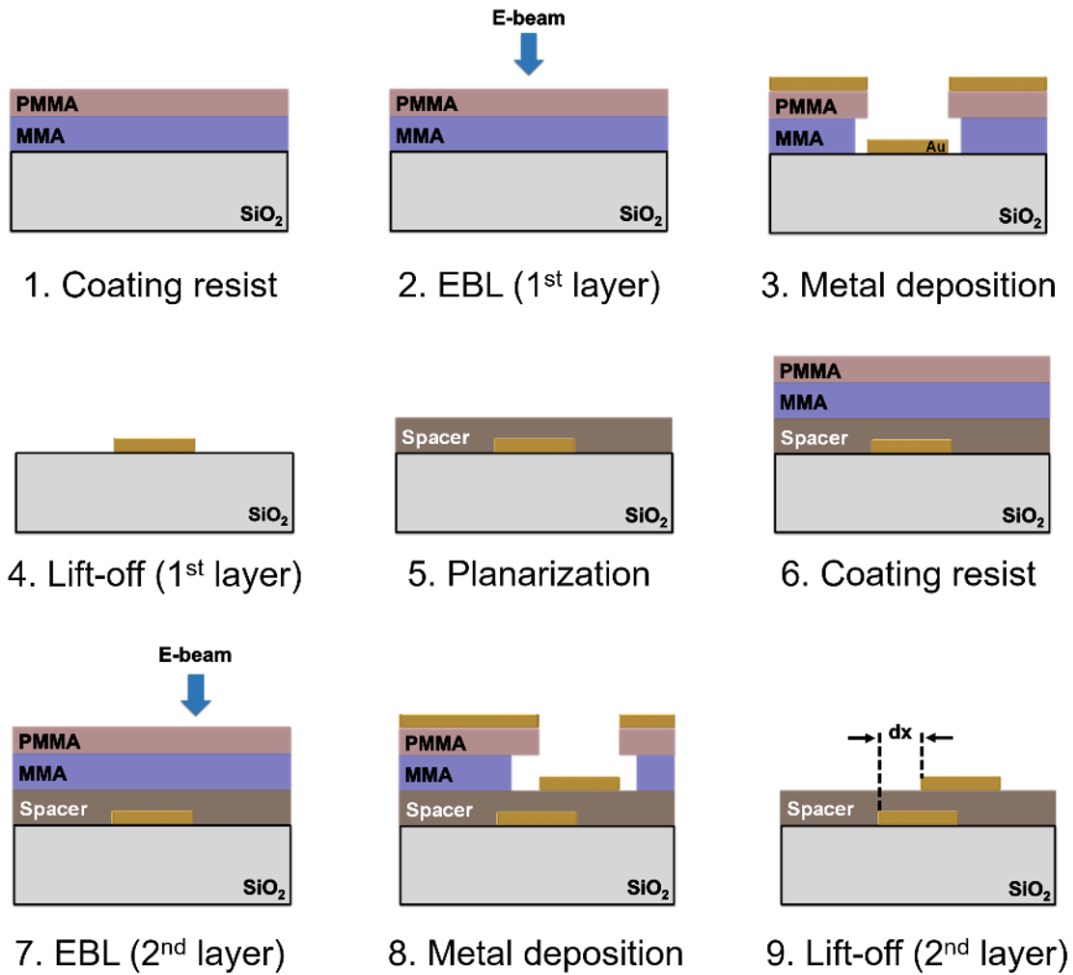 E-beam
PMMA
MMA
SiO₂
PMMA
MMA
SiO₂
PMMA
MMA
Au
SiO₂
1. Coating resist
2. EBL (1st layer)
3. Metal deposition
SiO₂
Spacer
SiO₂
PMMA
MMA
Spacer
SiO₂
4. Lift-off (1st layer)
5. Planarization
6. Coating resist
E-beam
PMMA
MMA
Spacer
SiO₂
PMMA
MMA
Spacer
SiO₂
dx
Spacer
SiO₂
7. EBL (2nd layer)
8. Metal deposition
9. Lift-off (2nd layer)